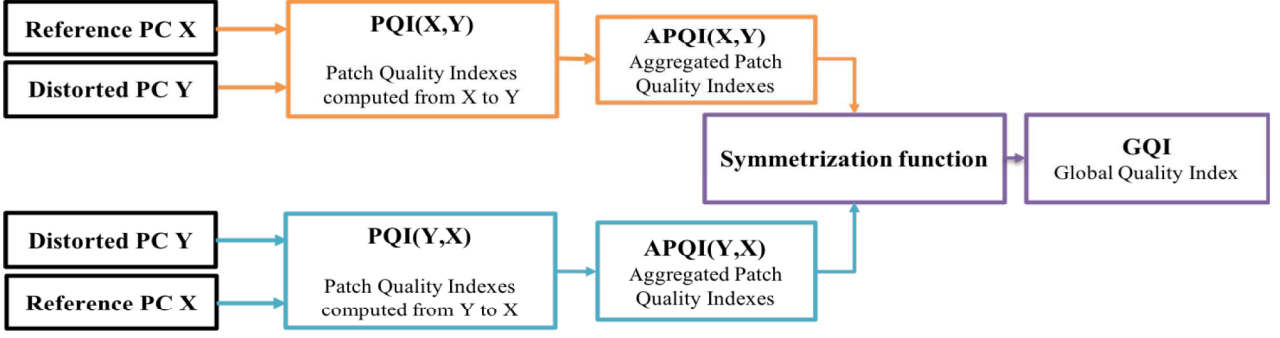 Reference PC X
Distorted PC Y
PQI(X,Y)
Patch Quality Indexes
computed from X to Y
APQI(X,Y)
Aggregated Patch
Quality Indexes
Symmetrization function
GQI
Global Quality Index
Distorted PC Y
Reference PC X
PQI(Y,X)
Patch Quality Indexes
computed from Y to X
APQI(Y,X)
Aggregated Patch
Quality Indexes